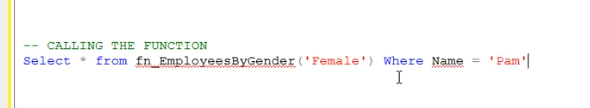 -- CALLING THE FUNCTION
Select * from fn_EmployeesByGender('Female') Where Name = 'Pam'